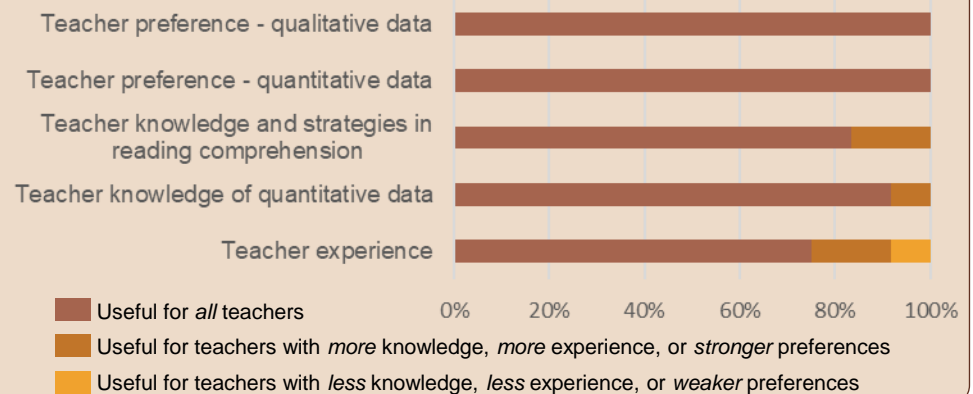 Teacher preference - qualitative data
Teacher preference - quantitative data
Teacher knowledge and strategies in
reading comprehension
Teacher knowledge of quantitative data
Teacher experience
0% 20% 40% 60% 80% 100%
Useful for all teachers
Useful for teachers with more knowledge, more experience, or stronger preferences
Useful for teachers with less knowledge, less experience, or weaker preferences